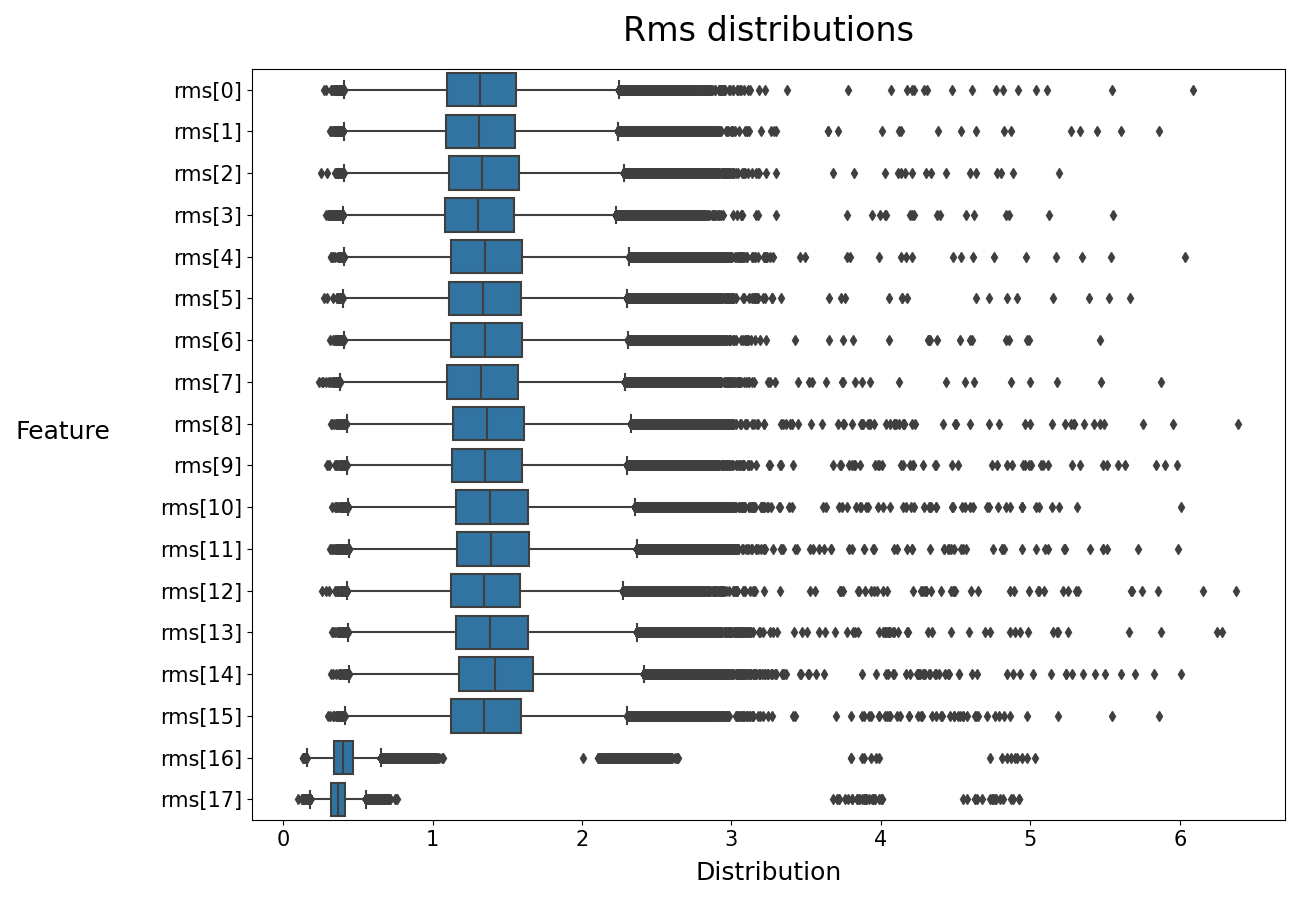 Rms distributions
rms[0]
rms[1]
rms[2]
rms[3]
rms[4]
rms[5]
rms[6]
rms[7]
rms[8]
Feature
rms[9]
rms[10]
rms[11]
rms[12]
rms[13]
rms[14]
rms[15]
rms[16]
rms[17]
0 1 2 3 4 5 6
Distribution